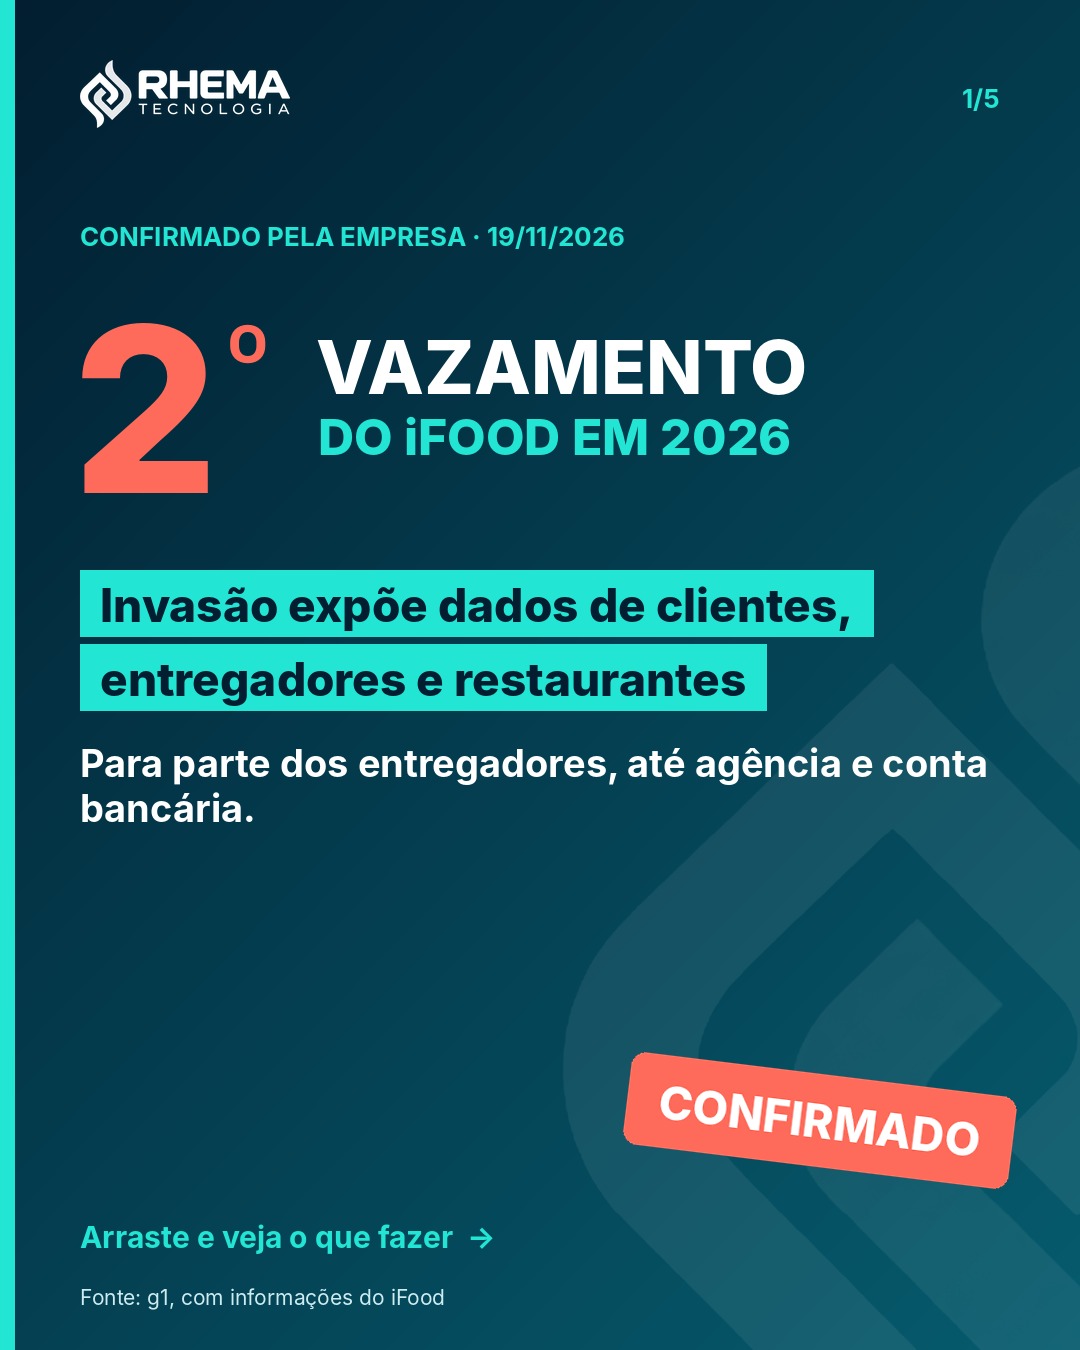 RHEMA
TECNOLOGIA
1/5
CONFIRMADO PELA EMPRESA · 19/11/2026
2º
VAZAMENTO
DO iFOOD EM 2026
Invasão expõe dados de clientes,
entregadores e restaurantes
Para parte dos entregadores, até agência e conta
bancária.
CONFIRMADO
Arraste e veja o que fazer →
Fonte: g1, com informações do iFood